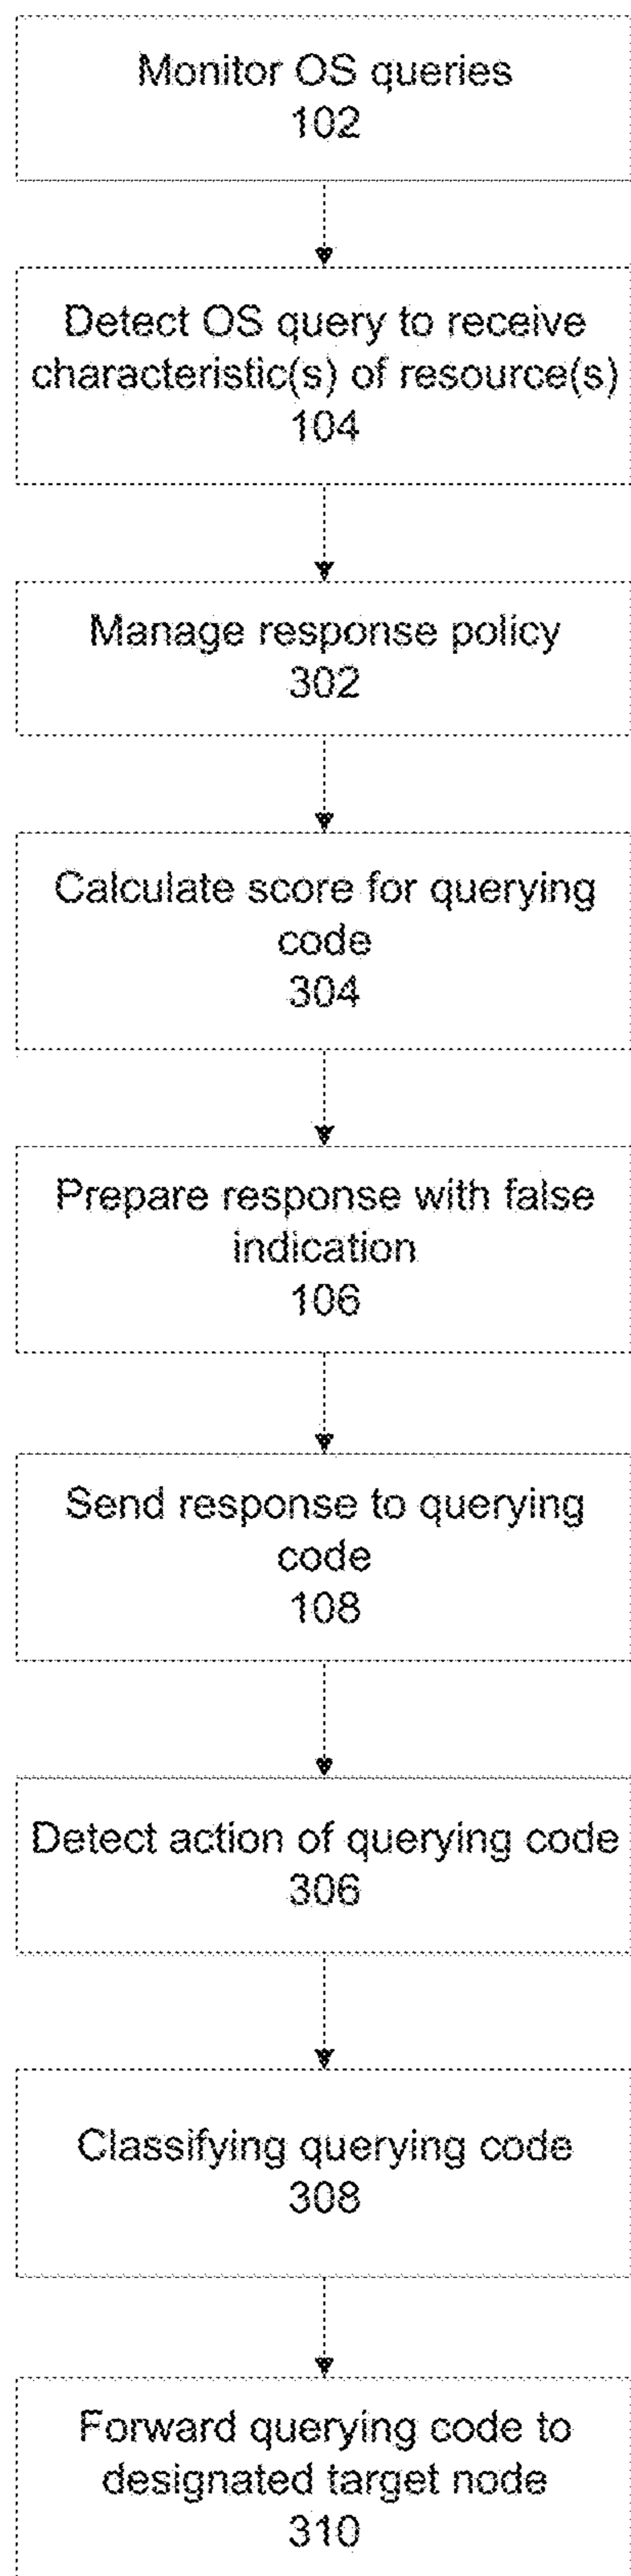 Monitor OS queries
102
Detect OS query to receive
characteristic(s) of resource(s)
104
Manage response policy
302
Calculate score for querying
code
304
Prepare response with false
indication
106
Send response to querying
code
108
Detect action of querying code
306
Classifying querying code
308
Forward querying code to
designated target node
310